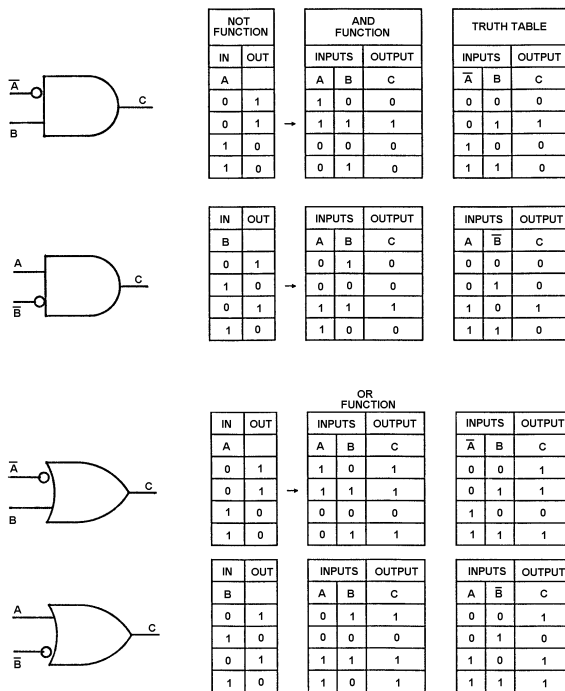 A̅
C
B
NOT
FUNCTION
AND
FUNCTION
TRUTH TABLE
IN OUT INPUTS OUTPUT INPUTS OUTPUT
A A B C A̅ B C
0 1 1 0 0 0 0 0
0 1 → 1 1 1 0 1 1
1 0 0 0 0 1 0 0
1 0 0 1 0 1 1 0
A
C
B̅
IN OUT INPUTS OUTPUT INPUTS OUTPUT
B A B C A B̅ C
0 1 0 1 0 0 0 0
1 0 → 0 0 0 0 1 0
0 1 1 1 1 1 0 1
1 0 1 0 0 1 1 0
OR
FUNCTION
A̅
C
B
IN OUT INPUTS OUTPUT INPUTS OUTPUT
A A B C A̅ B C
0 1 1 0 1 0 0 1
0 1 → 1 1 1 0 1 1
1 0 0 0 0 1 0 0
1 0 0 1 1 1 1 1
A
C
B̅
IN OUT INPUTS OUTPUT INPUTS OUTPUT
B A B C A B̅ C
0 1 0 1 1 0 0 1
1 0 0 0 0 0 1 0
0 1 1 1 1 1 0 1
1 0 1 0 1 1 1 1